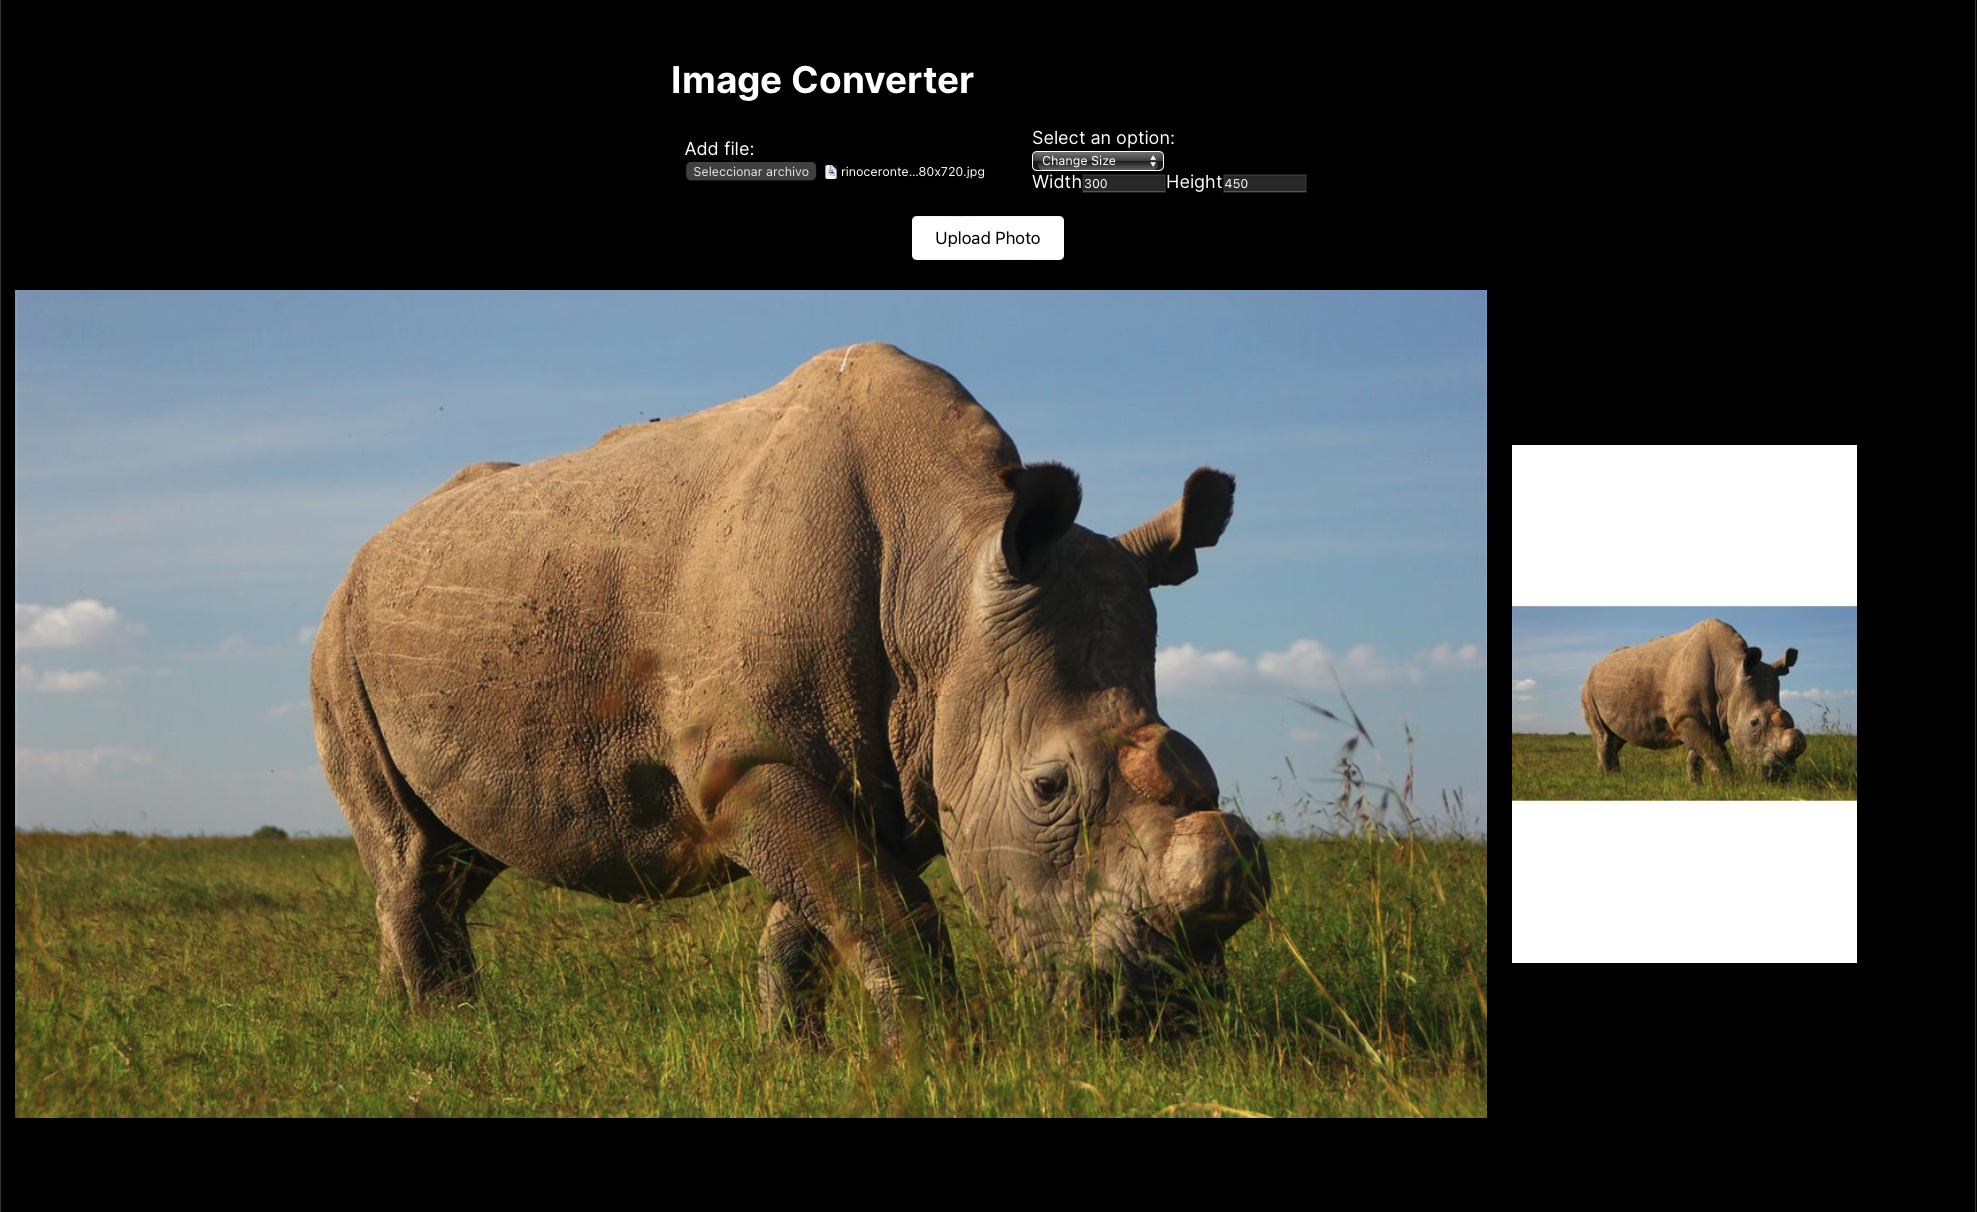 Image Converter
Add file:
Seleccionar archivo rinoceronte...80x720.jpg
Select an option:
Change Size
Width 300 Height 450
Upload Photo